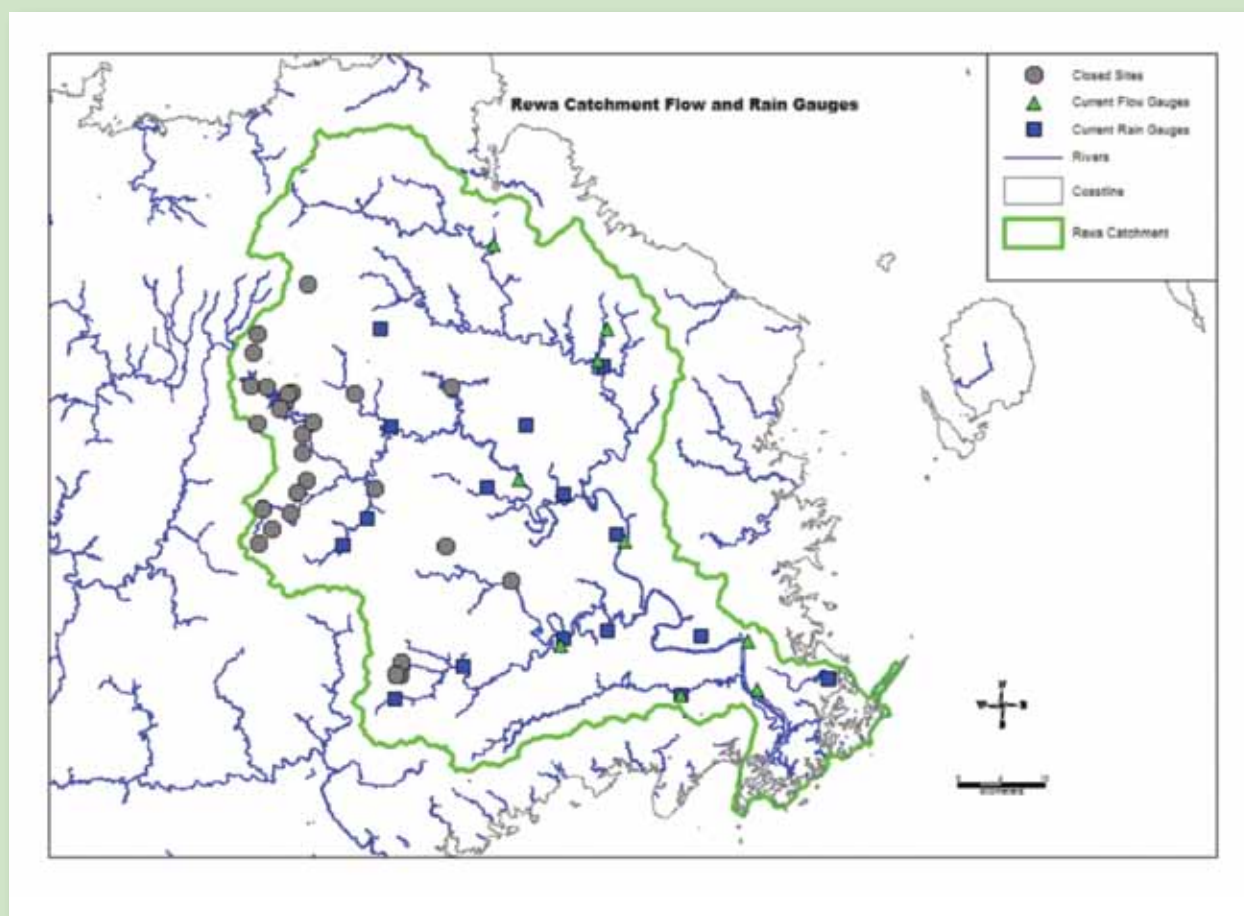 Rewa Catchment Flow and Rain Gauges
Closed Sites
Current Flow Gauges
Current Rain Gauges
Rivers
Coastline
Rewa Catchment
N